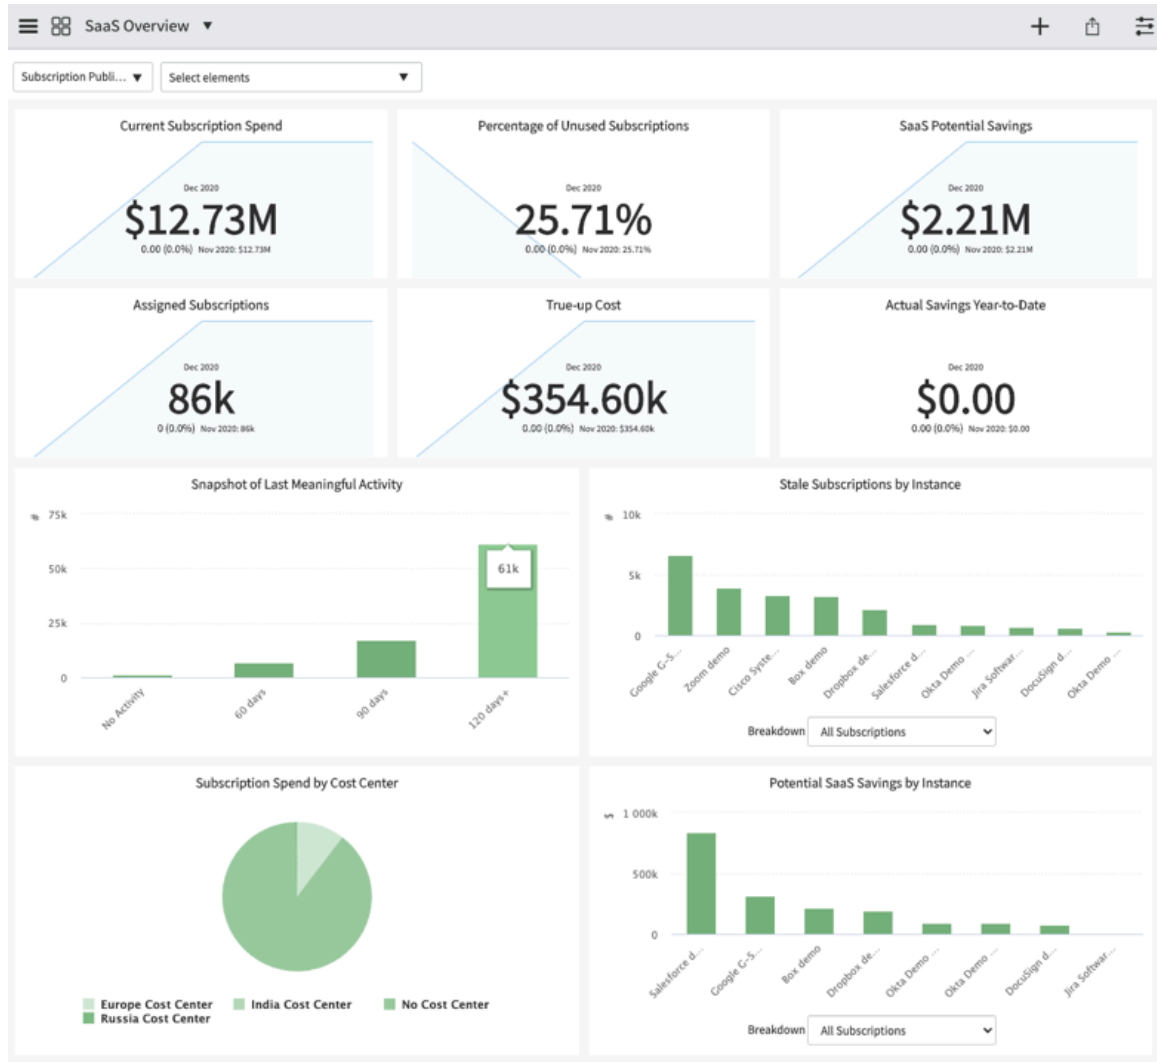 SaaS Overview ▼
Subscription Publi... ▼ Select elements ▼
Current Subscription Spend
Dec 2020
$12.73M
0.00 (0.0%) Nov 2020: $12.73M
Percentage of Unused Subscriptions
Dec 2020
25.71%
0.00 (0.0%) Nov 2020: 25.71%
SaaS Potential Savings
Dec 2020
$2.21M
0.00 (0.0%) Nov 2020: $2.21M
Assigned Subscriptions
Dec 2020
86k
0 (0.0%) Nov 2020: 86k
True-up Cost
Dec 2020
$354.60k
0.00 (0.0%) Nov 2020: $354.60k
Actual Savings Year-to-Date
Dec 2020
$0.00
0.00 (0.0%) Nov 2020: $0.00
Snapshot of Last Meaningful Activity
#
75k
50k
25k
0
61k
No Activity
60 days
90 days
120 days+
Stale Subscriptions by Instance
#
10k
5k
0
Google G-S...
Zoom demo
Cisco Syste...
Box demo
Dropbox de...
Salesforce d...
Okta Demo ...
Jira Softwar...
DocuSign d...
Okta Demo ...
Breakdown All Subscriptions
Subscription Spend by Cost Center
Europe Cost Center India Cost Center No Cost Center
Russia Cost Center
Potential SaaS Savings by Instance
$
1 000k
500k
0
Salesforce d...
Google G-S...
Box demo
Dropbox de...
Okta Demo ...
Okta Demo ...
DocuSign d...
Jira Softwar...
Breakdown All Subscriptions